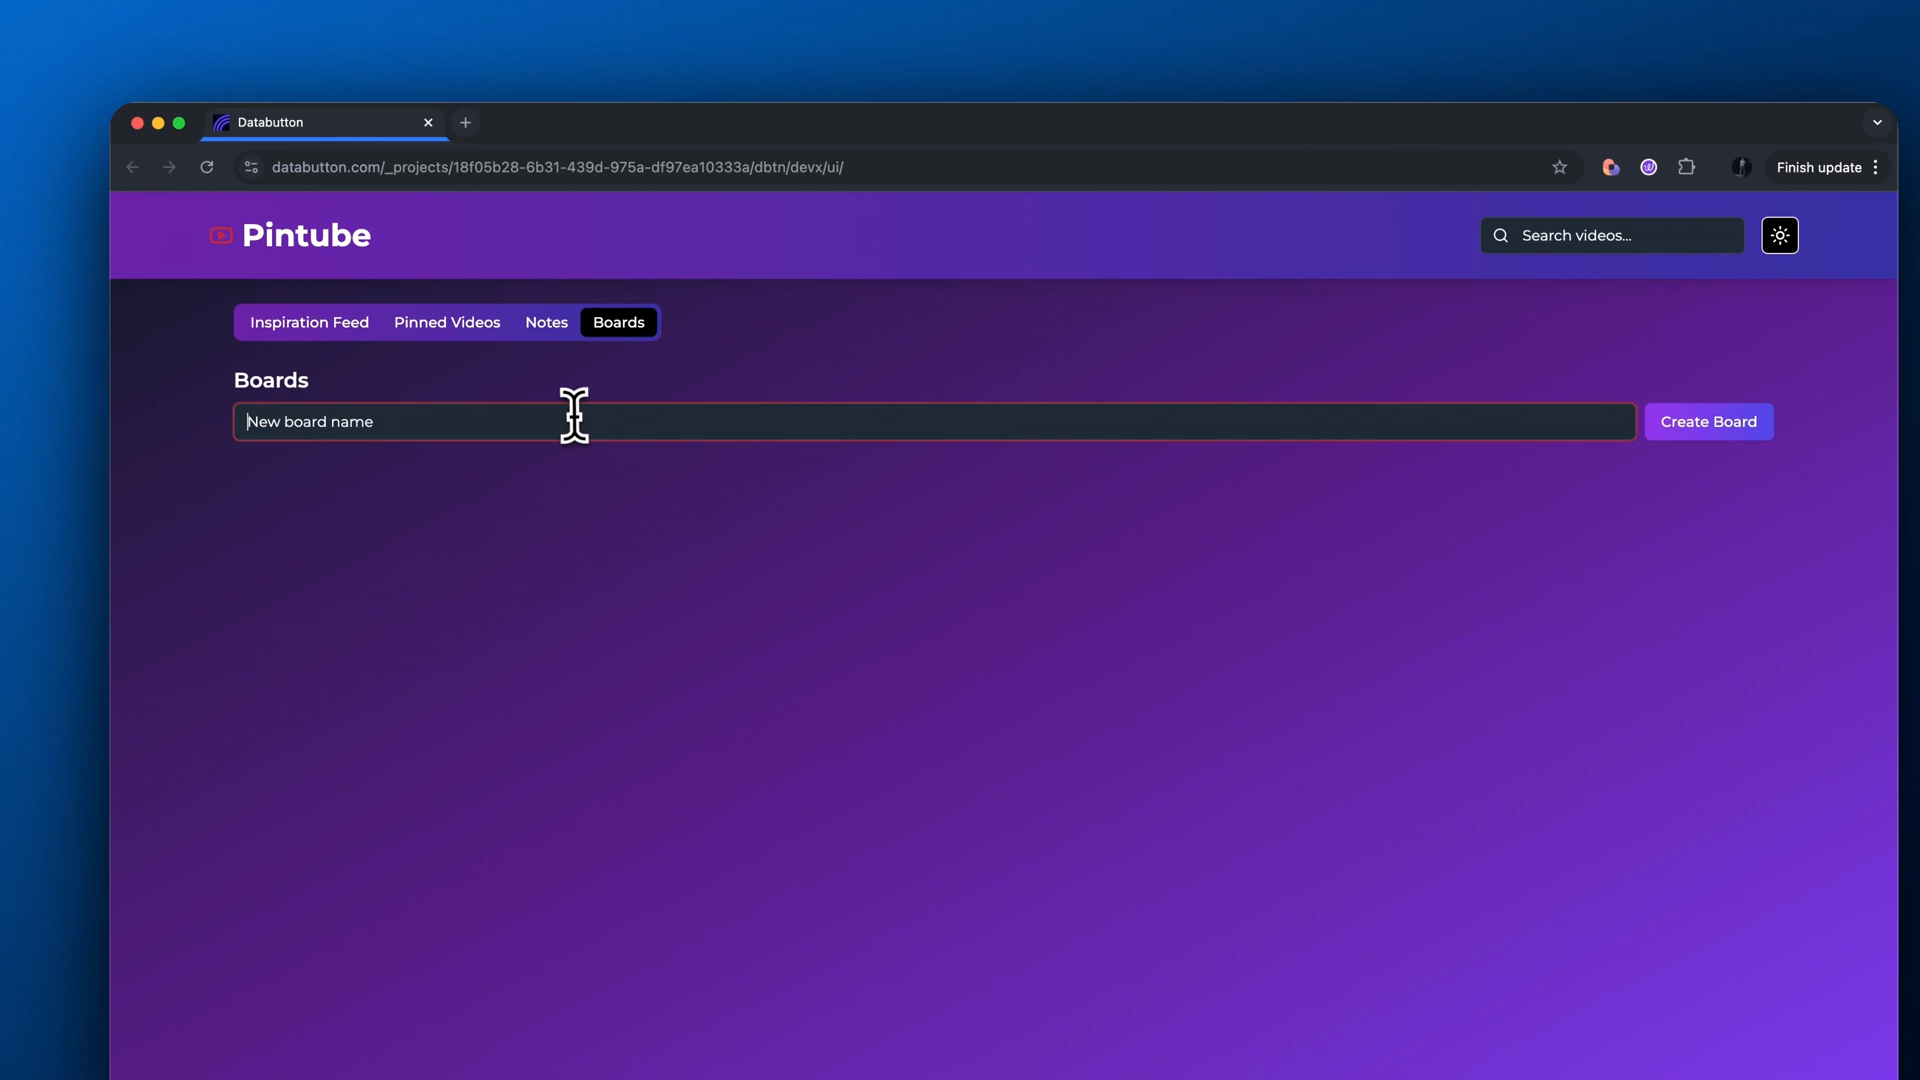 Databutton
databutton.com/_projects/18f05b28-6b31-439d-975a-df97ea10333a/dbtn/devx/ui/
Finish update
Pintube
Search videos...
Inspiration Feed Pinned Videos Notes Boards
Boards
New board name
Create Board